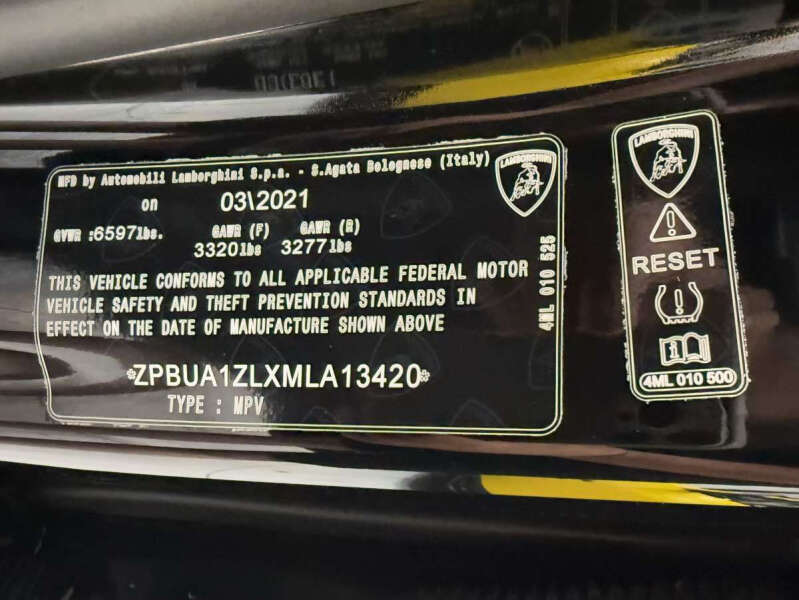 MFD by Automobili Lamborghini S.p.a. - S.Agata Bolognese (Italy)
on 03\2021
GVWR :6597lbs. GAWR (F) GAWR (R)
3320lbs 3277lbs
THIS VEHICLE CONFORMS TO ALL APPLICABLE FEDERAL MOTOR
VEHICLE SAFETY AND THEFT PREVENTION STANDARDS IN
EFFECT ON THE DATE OF MANUFACTURE SHOWN ABOVE
*ZPBUA1ZLXMLA13420*
TYPE : MPV
LAMBORGHINI
4ML 010 525
LAMBORGHINI
RESET
4ML 010 500